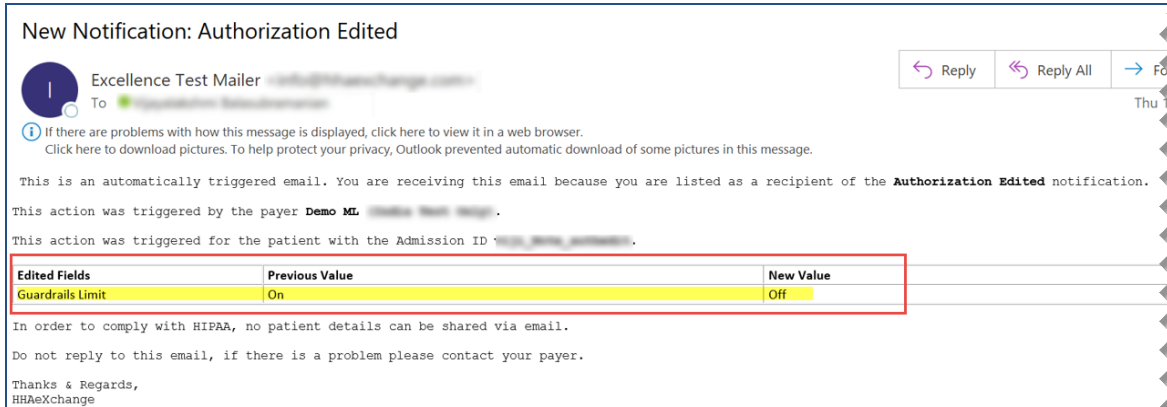 New Notification: Authorization Edited
I
Excellence Test Mailer
To
Reply
Reply All
Fo
Thu 1
If there are problems with how this message is displayed, click here to view it in a web browser.
Click here to download pictures. To help protect your privacy, Outlook prevented automatic download of some pictures in this message.
This is an automatically triggered email. You are receiving this email because you are listed as a recipient of the Authorization Edited notification.
This action was triggered by the payer Demo ML .
This action was triggered for the patient with the Admission ID .
Edited Fields Previous Value New Value
Guardrails Limit On Off
In order to comply with HIPAA, no patient details can be shared via email.
Do not reply to this email, if there is a problem please contact your payer.
Thanks & Regards,
HHAeXchange